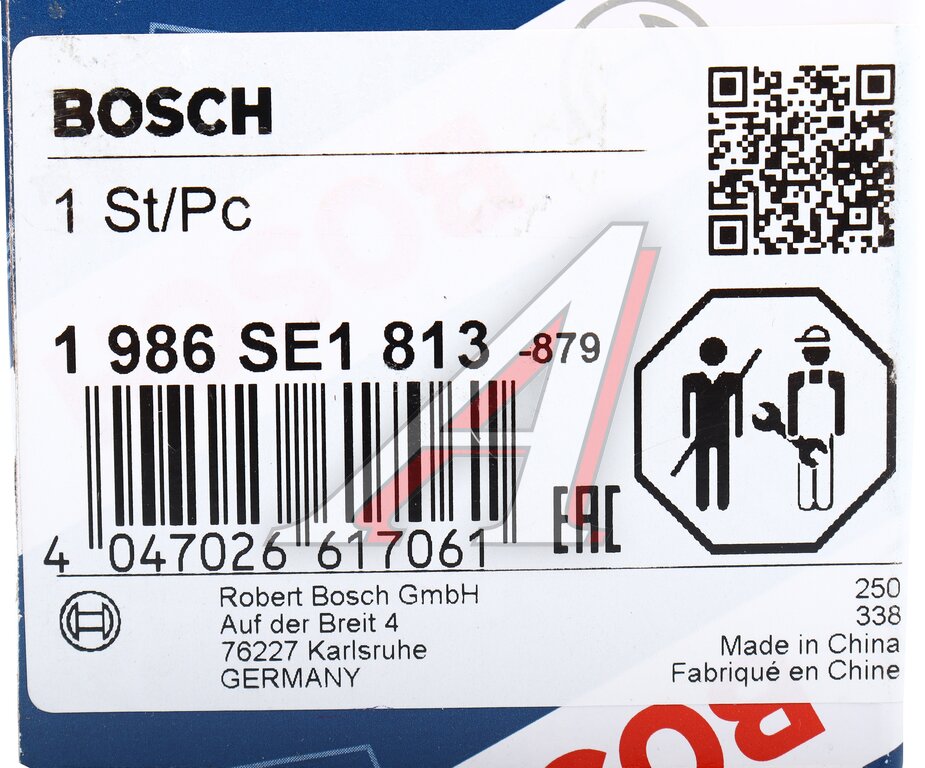 BOSCH
1 St/Pc
1 986 SE1 813 -879
4 047026 617061
EAC
Robert Bosch GmbH
Auf der Breit 4
76227 Karlsruhe
GERMANY
250
338
Made in China
Fabriqué en Chine
BOS